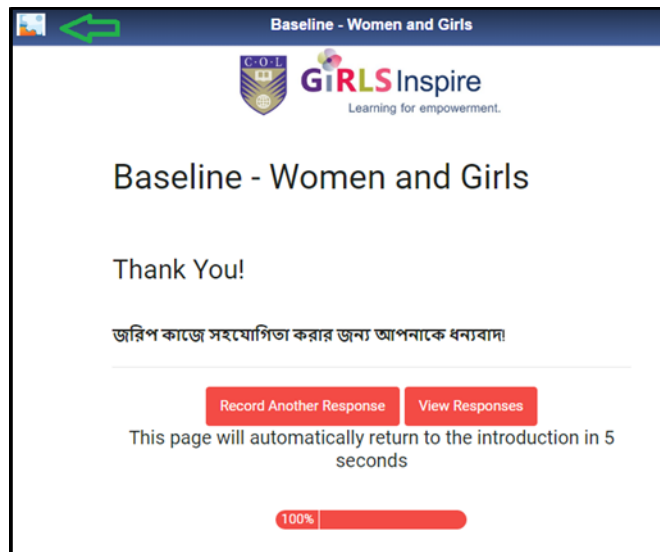 Baseline - Women and Girls
C·O·L
GiRLS Inspire
Learning for empowerment.
Baseline - Women and Girls
Thank You!
জরিপ কাজে সহযোগিতা করার জন্য আপনাকে ধন্যবাদ!
Record Another Response View Responses
This page will automatically return to the introduction in 5
seconds
100%